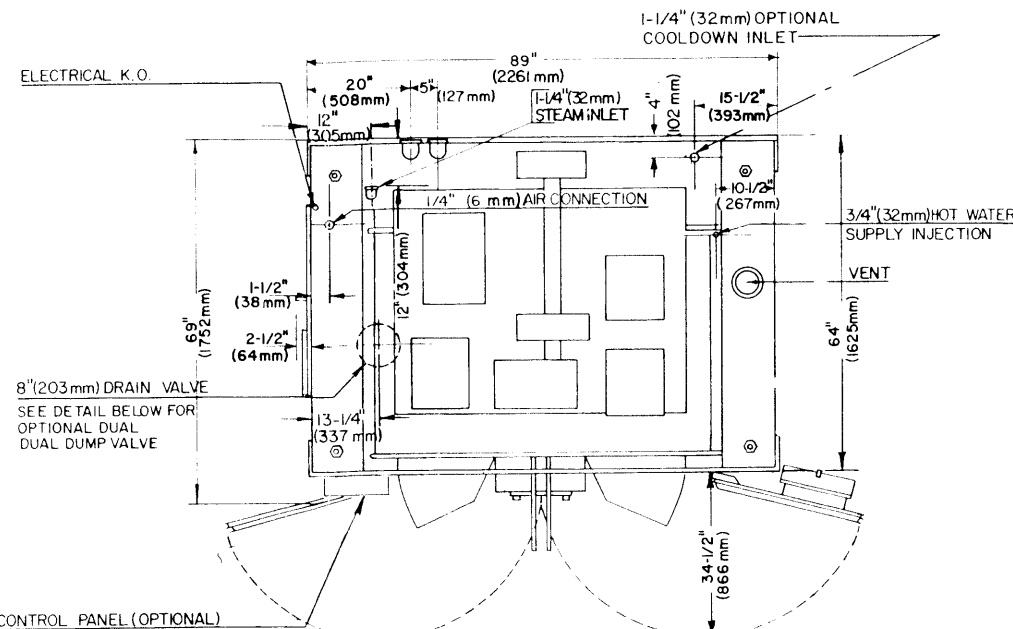 1-1/4" (32mm) OPTIONAL
COOLDOWN INLET
89"
(2261 mm)
ELECTRICAL K.O.
20"
(508mm)
5"
(127 mm)
1-1/4"(32mm)
STEAM INLET
4"
(102 mm)
15-1/2"
(393mm)
12"
(305mm)
10-1/2"
(267mm)
1/4" (6 mm) AIR CONNECTION
3/4"(32mm)HOT WATER
SUPPLY INJECTION
VENT
12" (304mm)
1-1/2"
(38mm)
69"
(1752mm)
2-1/2"
(64mm)
64"
(1625mm)
8"(203mm) DRAIN VALVE
SEE DETAIL BELOW FOR
OPTIONAL DUAL
DUAL DUMP VALVE
13-1/4"
(337 mm)
34-1/2"
(866 mm)
CONTROL PANEL (OPTIONAL)